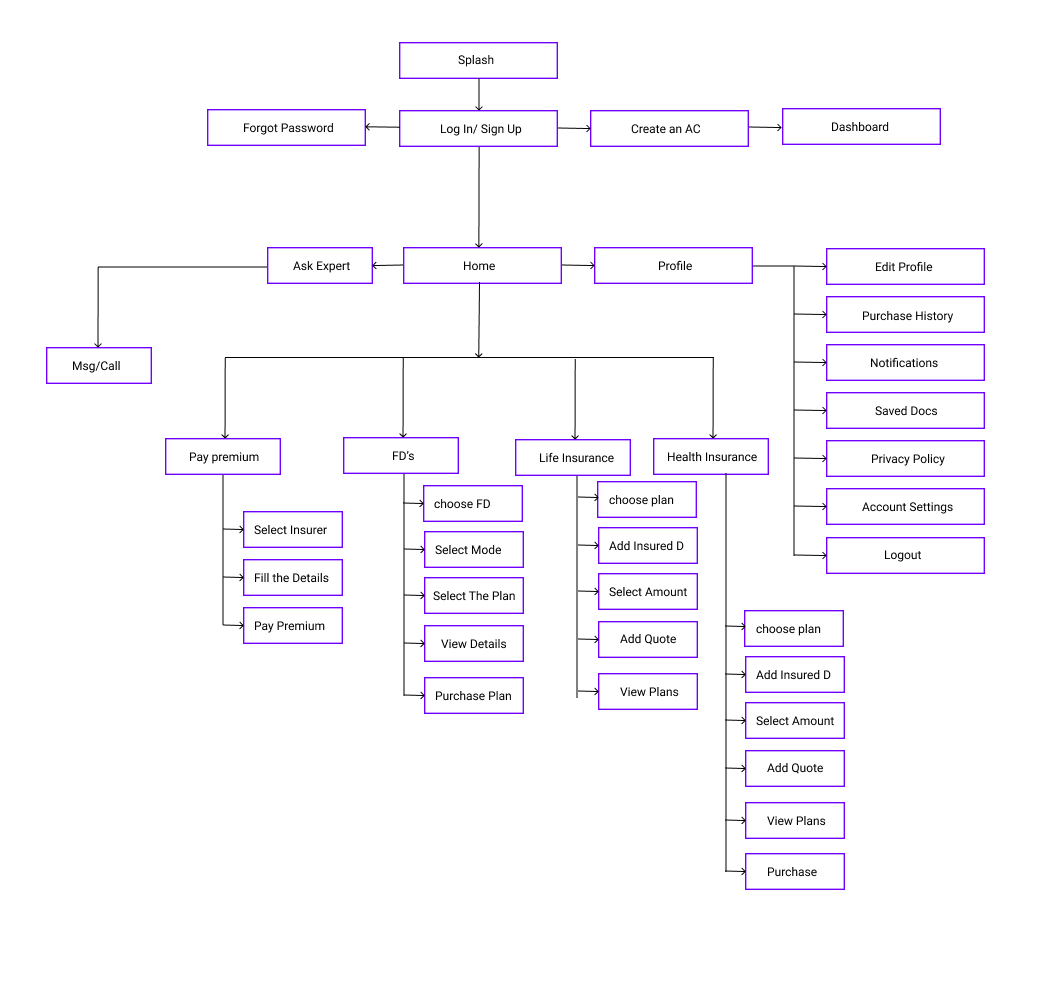 Splash
Forgot Password
Log In/ Sign Up
Create an AC
Dashboard
Ask Expert
Home
Profile
Edit Profile
Purchase History
Notifications
Saved Docs
Privacy Policy
Account Settings
Logout
Msg/Call
Pay premium
Select Insurer
Fill the Details
Pay Premium
FD's
choose FD
Select Mode
Select The Plan
View Details
Purchase Plan
Life Insurance
choose plan
Add Insured D
Select Amount
Add Quote
View Plans
Health Insurance
choose plan
Add Insured D
Select Amount
Add Quote
View Plans
Purchase